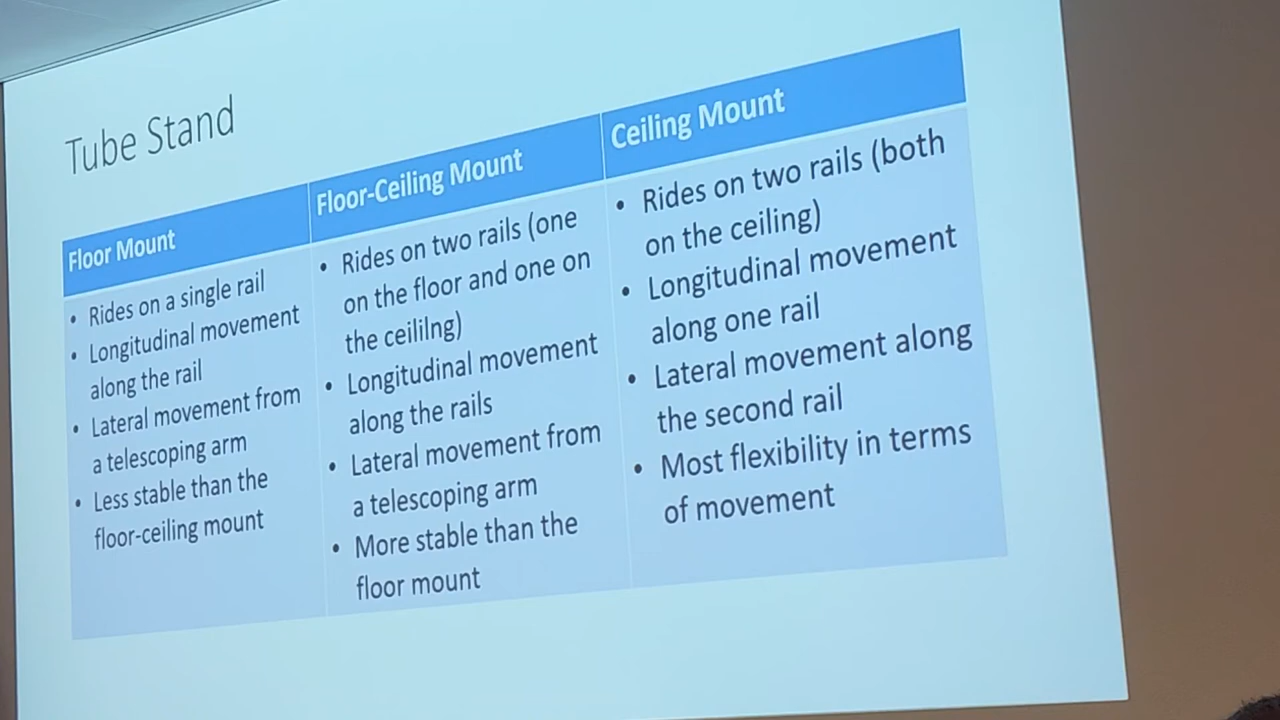 Tube Stand
Floor Mount
• Rides on a single rail
• Longitudinal movement
along the rail
• Lateral movement from
a telescoping arm
• Less stable than the
floor-ceiling mount
Floor-Ceiling Mount
• Rides on two rails (one
on the floor and one on
the ceililng)
• Longitudinal movement
along the rails
• Lateral movement from
a telescoping arm
• More stable than the
floor mount
Ceiling Mount
• Rides on two rails (both
on the ceiling)
• Longitudinal movement
along one rail
• Lateral movement along
the second rail
• Most flexibility in terms
of movement